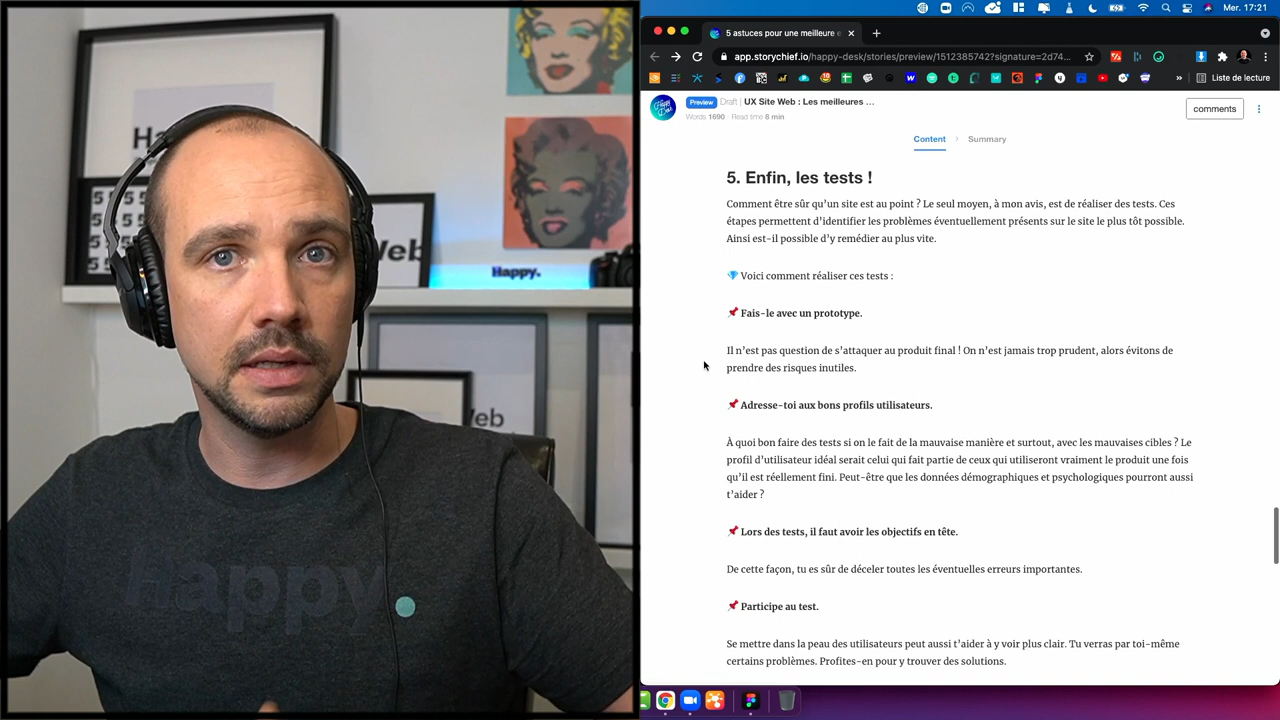 Ha
5 5 5
5
5
5 5
Web
Happy.
Web
Happy.
Mer. 17:21
5 astuces pour une meilleure e
app.storychief.io/happy-desk/stories/preview/1512385742?signature=2d74...
Liste de lecture
Preview Draft | UX Site Web : Les meilleures ...
Words 1690 · Read time 8 min
comments
Content
Summary
5. Enfin, les tests !
Comment être sûr qu’un site est au point ? Le seul moyen, à mon avis, est de réaliser des tests. Ces
étapes permettent d’identifier les problèmes éventuellement présents sur le site le plus tôt possible.
Ainsi est-il possible d’y remédier au plus vite.
💎 Voici comment réaliser ces tests :
📌 Fais-le avec un prototype.
Il n’est pas question de s’attaquer au produit final ! On n’est jamais trop prudent, alors évitons de
prendre des risques inutiles.
📌 Adresse-toi aux bons profils utilisateurs.
À quoi bon faire des tests si on le fait de la mauvaise manière et surtout, avec les mauvaises cibles ? Le
profil d’utilisateur idéal serait celui qui fait partie de ceux qui utiliseront vraiment le produit une fois
qu’il est réellement fini. Peut-être que les données démographiques et psychologiques pourront aussi
t’aider ?
📌 Lors des tests, il faut avoir les objectifs en tête.
De cette façon, tu es sûr de déceler toutes les éventuelles erreurs importantes.
📌 Participe au test.
Se mettre dans la peau des utilisateurs peut aussi t’aider à y voir plus clair. Tu verras par toi-même
certains problèmes. Profites-en pour y trouver des solutions.